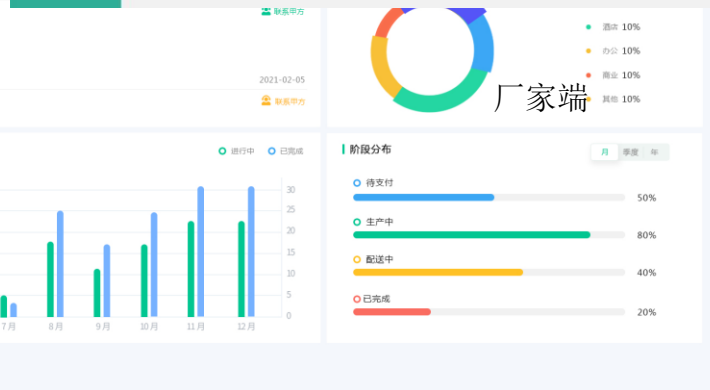 联系甲方
2021-02-05
联系甲方
酒店 10%
办公 10%
商业 10%
其他 10%
厂家端
进行中 已完成
30
25
20
15
10
5
0
7月 8月 9月 10月 11月 12月
阶段分布
月 季度 年
待支付
50%
生产中
80%
配送中
40%
已完成
20%